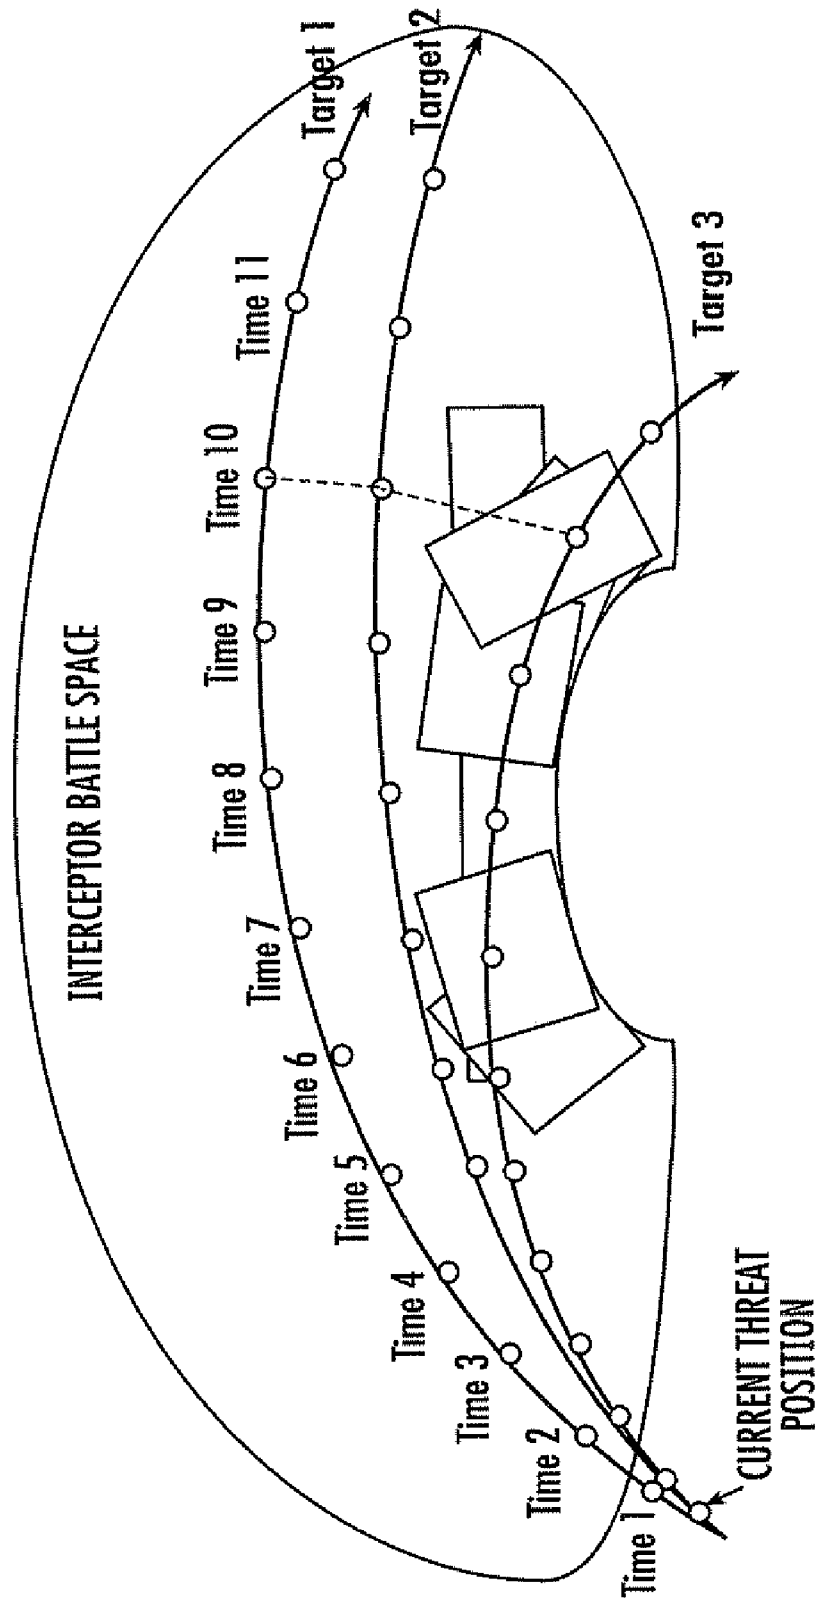 INTERCEPTOR BATTLE SPACE
Time 1
Time 2
Time 3
Time 4
Time 5
Time 6
Time 7
Time 8
Time 9
Time 10
Time 11
Target 1
Target 2
Target 3
CURRENT THREAT
POSITION